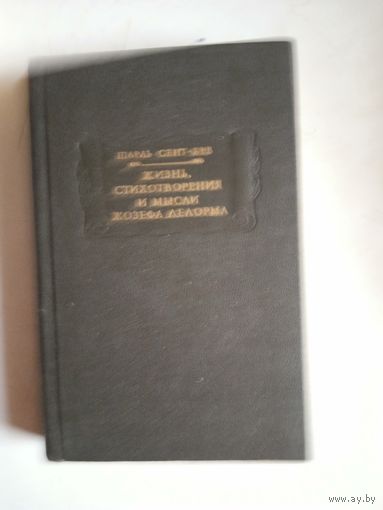 ШАРЛЬ СЕНТ-БЕВ
ЖИЗНЬ,
СТИХОТВОРЕНИЯ
И МЫСЛИ
ЖОЗЕФА ДЕЛОРМА
www.ay.by